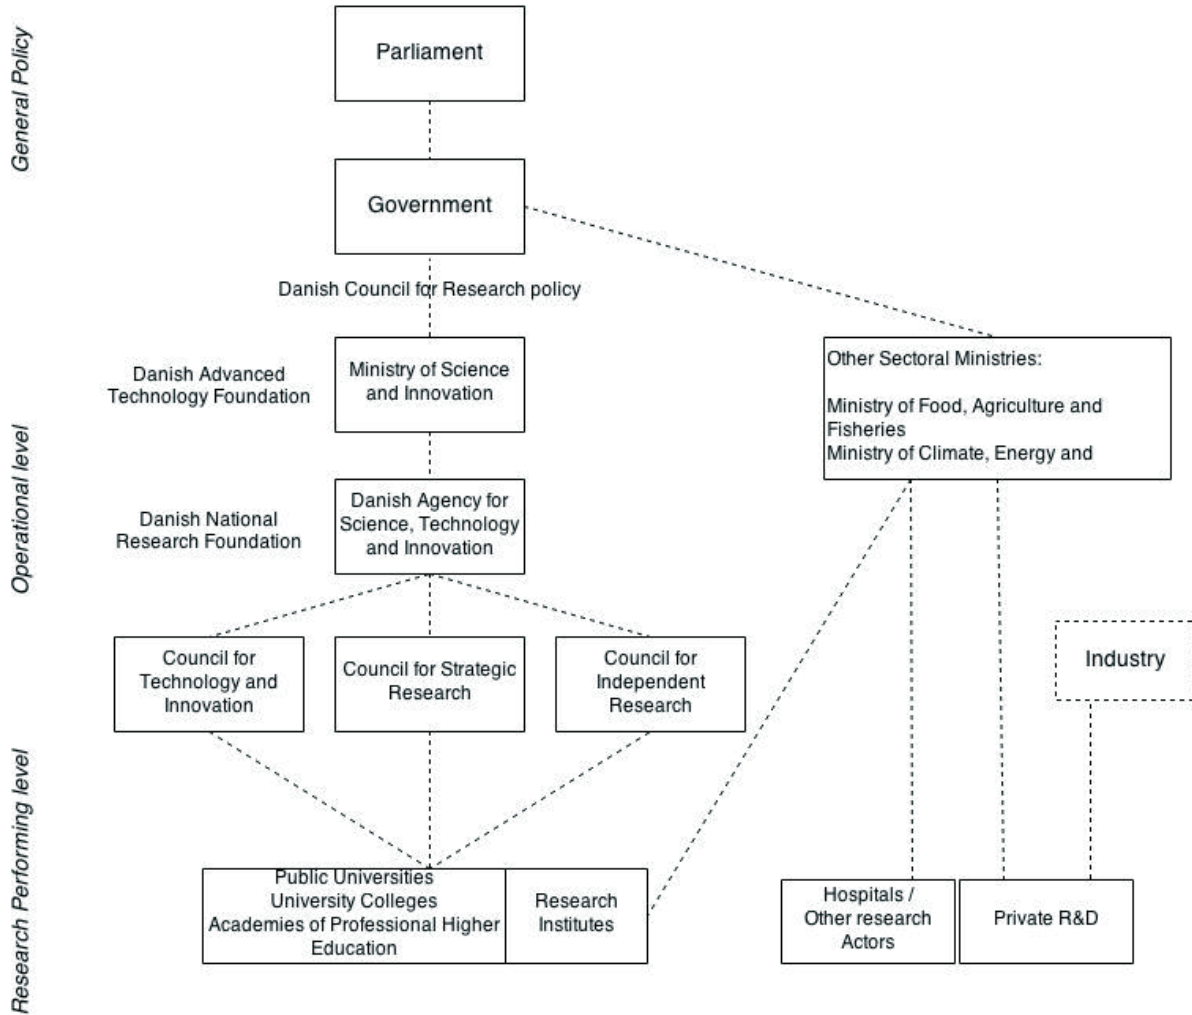 General Policy
Parliament
Government
Danish Council for Research policy
Operational level
Danish Advanced
Technology Foundation
Ministry of Science
and Innovation
Other Sectoral Ministries:
Ministry of Food, Agriculture and
Fisheries
Ministry of Climate, Energy and
Danish National
Research Foundation
Danish Agency for
Science, Technology
and Innovation
Council for
Technology and
Innovation
Council for Strategic
Research
Council for
Independent
Research
Industry
Research Performing level
Public Universities
University Colleges
Academies of Professional Higher
Education
Research
Institutes
Hospitals /
Other research
Actors
Private R&D